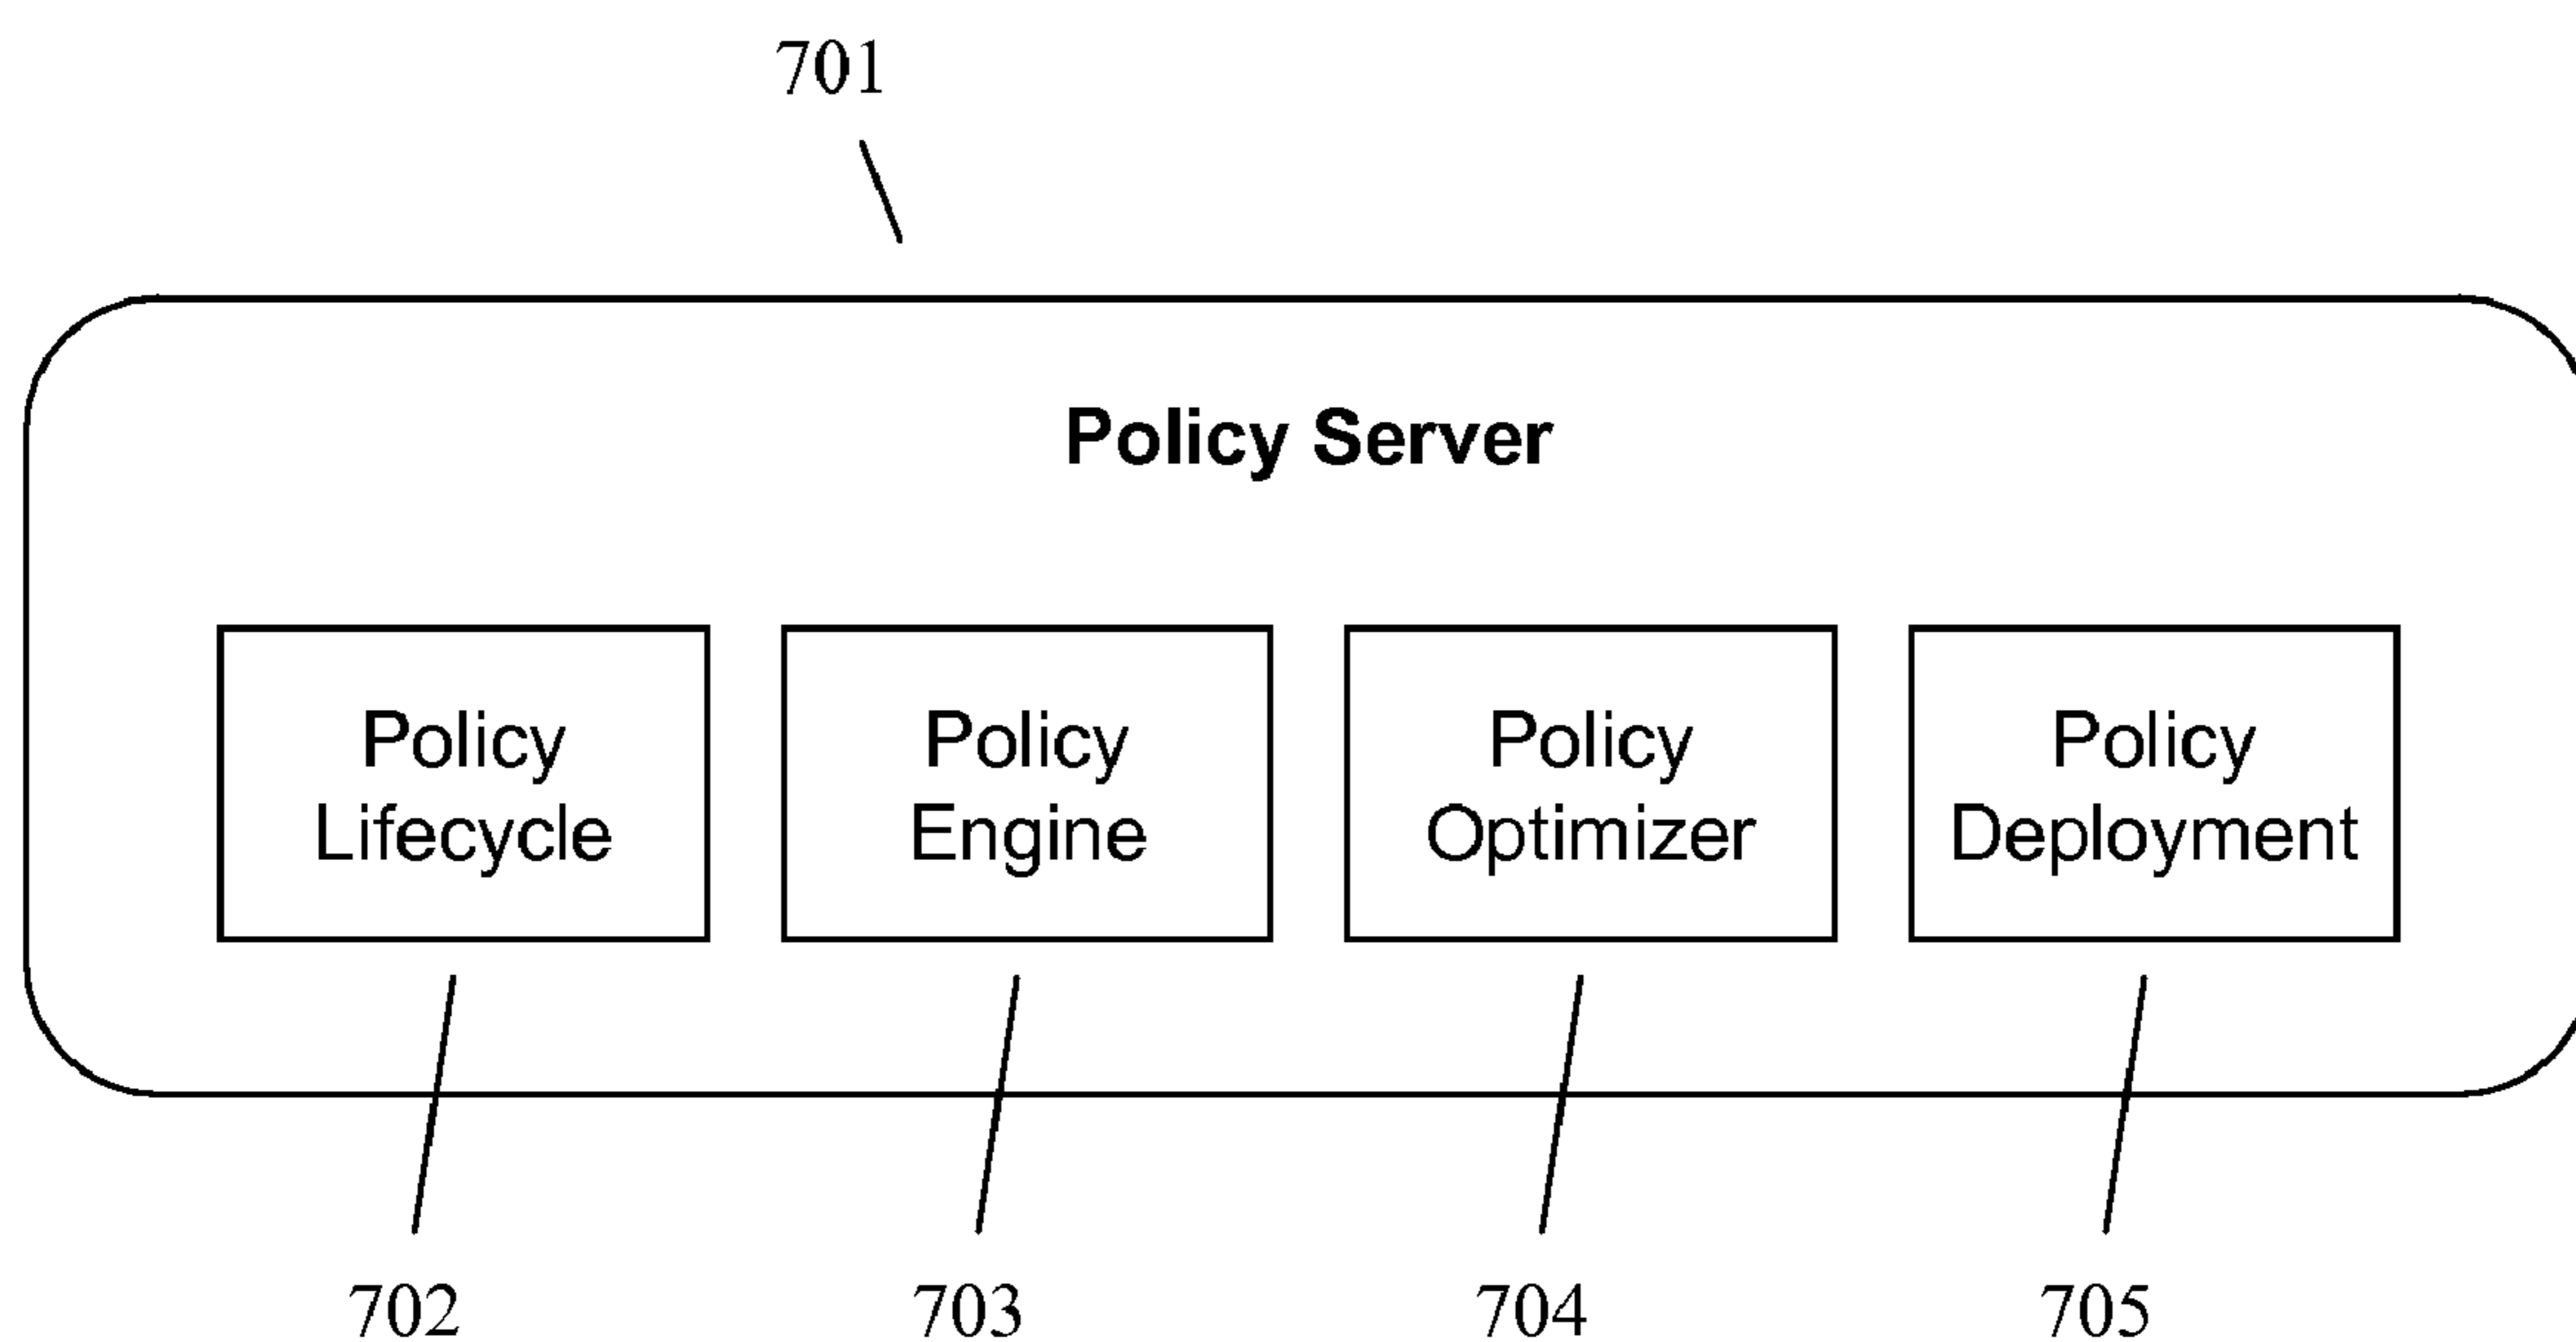 701
Policy Server
Policy
Lifecycle
Policy
Engine
Policy
Optimizer
Policy
Deployment
702
703
704
705